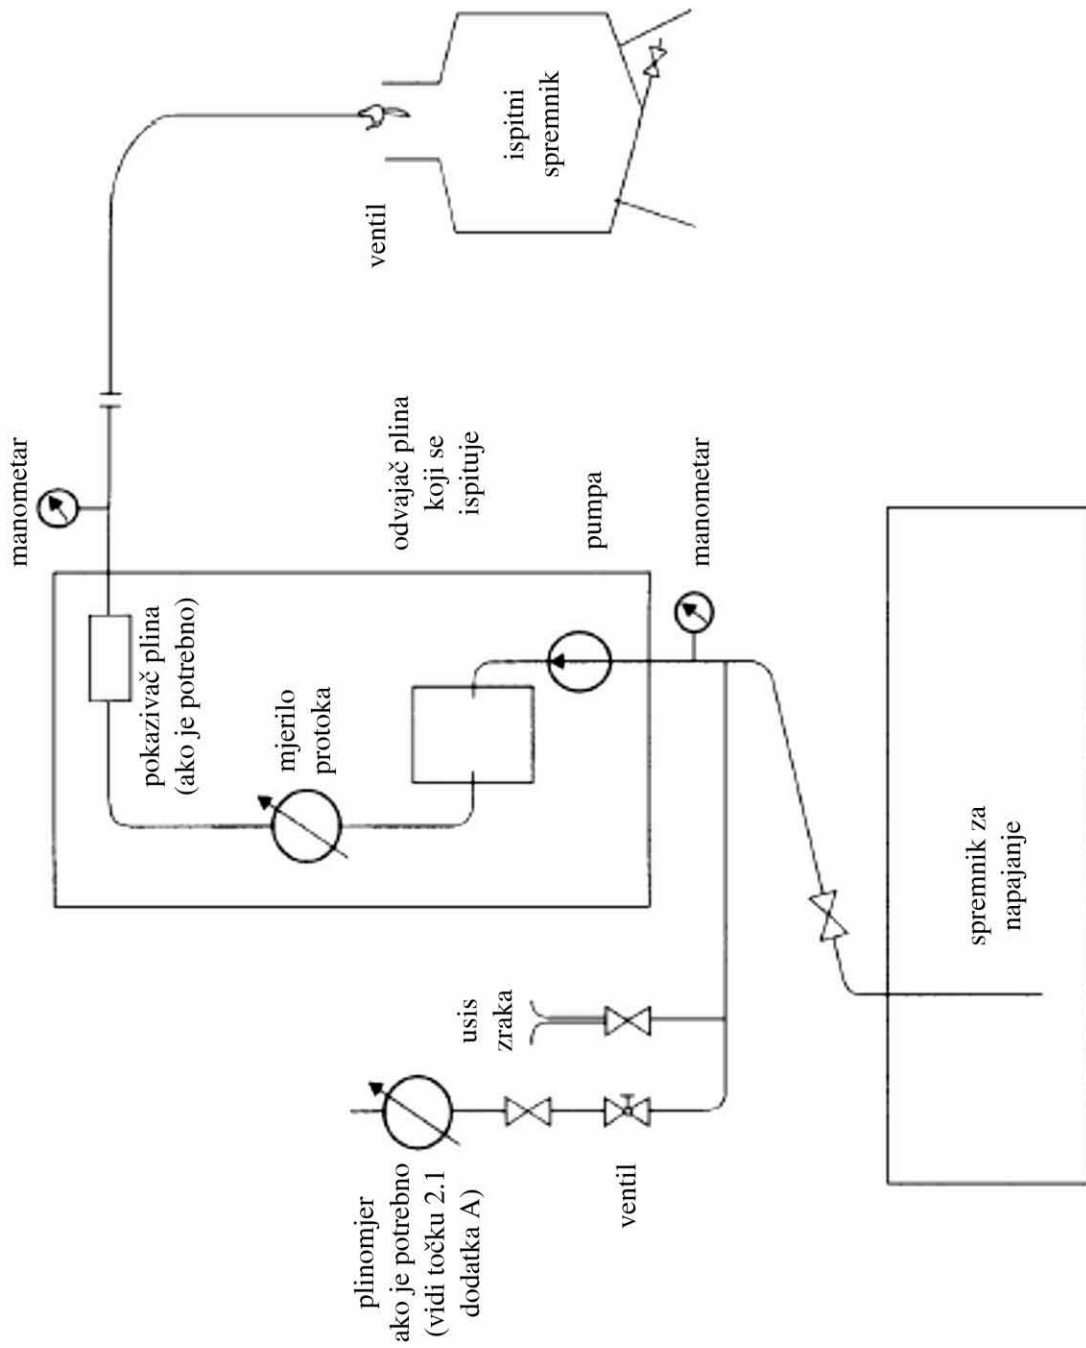 manometar
pokazivač plina
(ako je potrebno)
mjerilo
protoka
plinomjer
ako je potrebno
(vidi točku 2.1
dodatka A)
ventil
odvajač plina
koji se
ispituje
usis
zraka
ispitni
spremnik
pumpa
ventil
manometar
spremnik za
napajanje